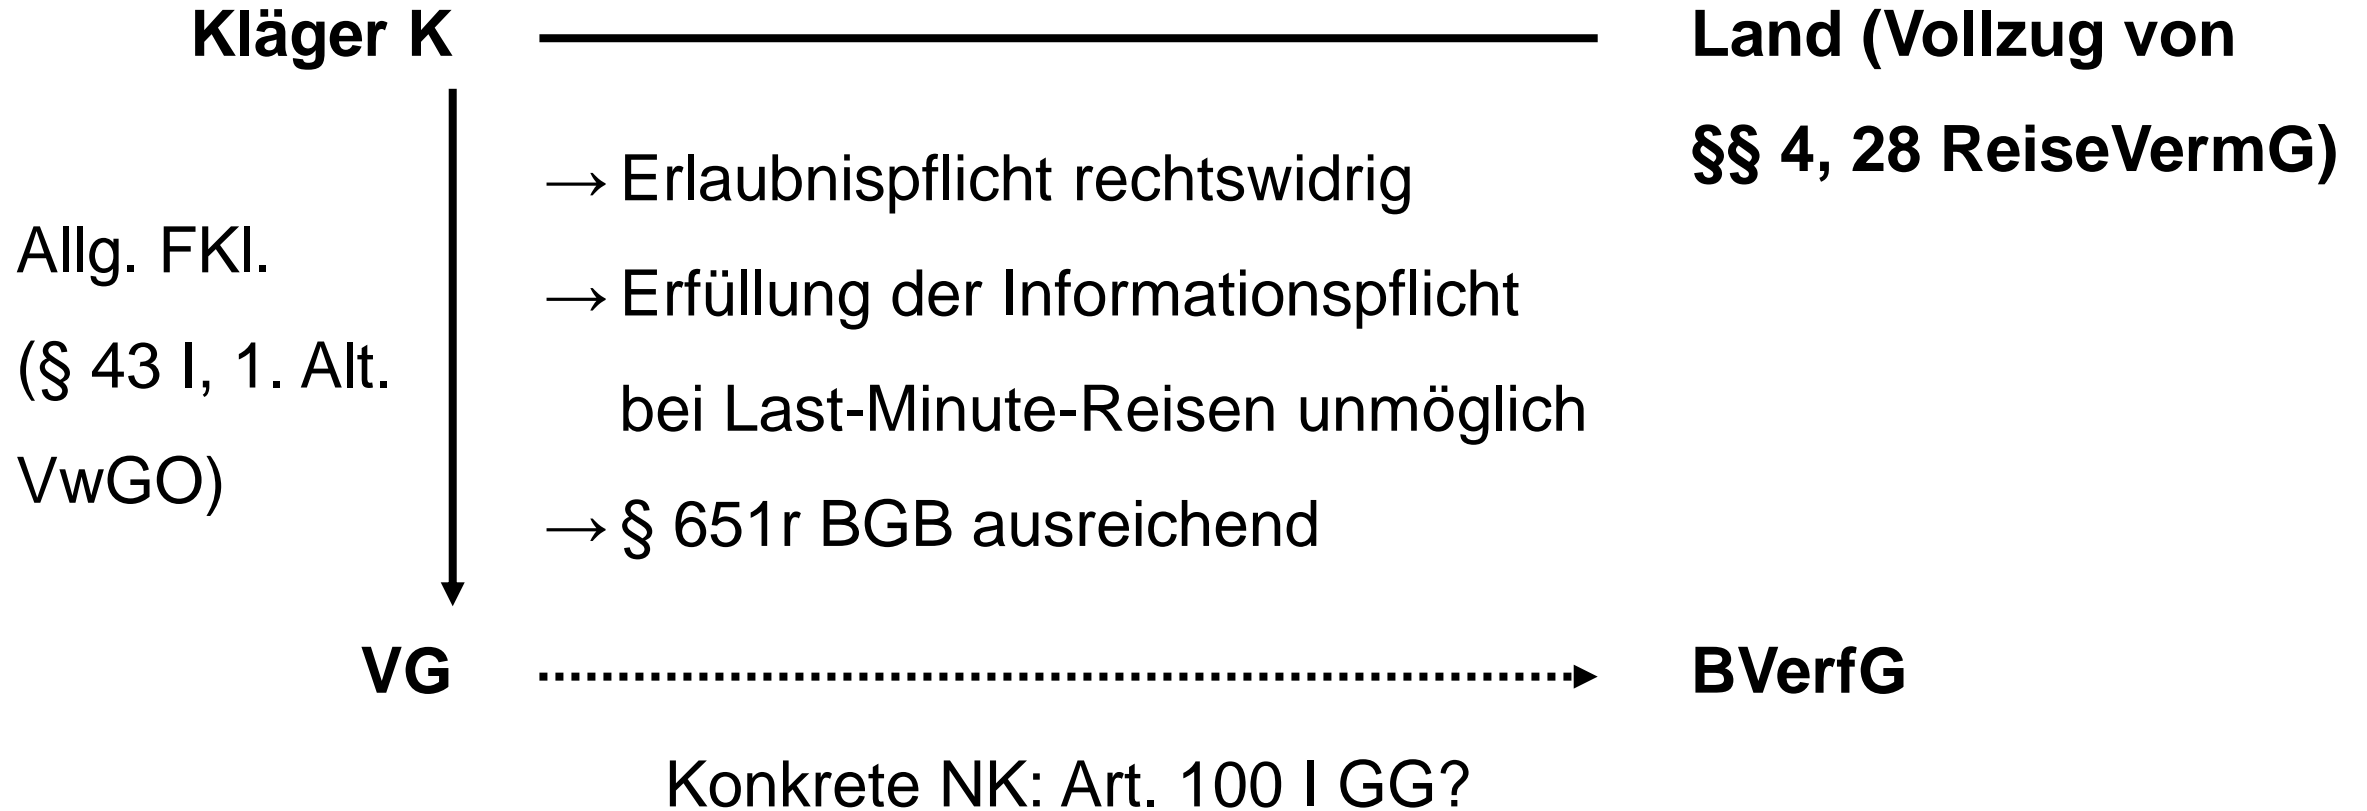 Kläger K
Land (Vollzug von
§§ 4, 28 ReiseVermG)
Allg. FKl.
(§ 43 I, 1. Alt.
VwGO)
→ Erlaubnispflicht rechtswidrig
→ Erfüllung der Informationspflicht
bei Last-Minute-Reisen unmöglich
→ § 651r BGB ausreichend
VG
BVerfG
Konkrete NK: Art. 100 I GG?